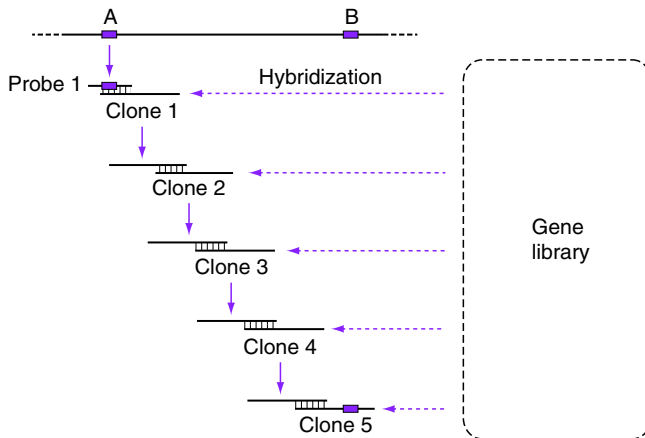 A
B
Probe 1
Hybridization
Clone 1
Clone 2
Gene
library
Clone 3
Clone 4
Clone 5